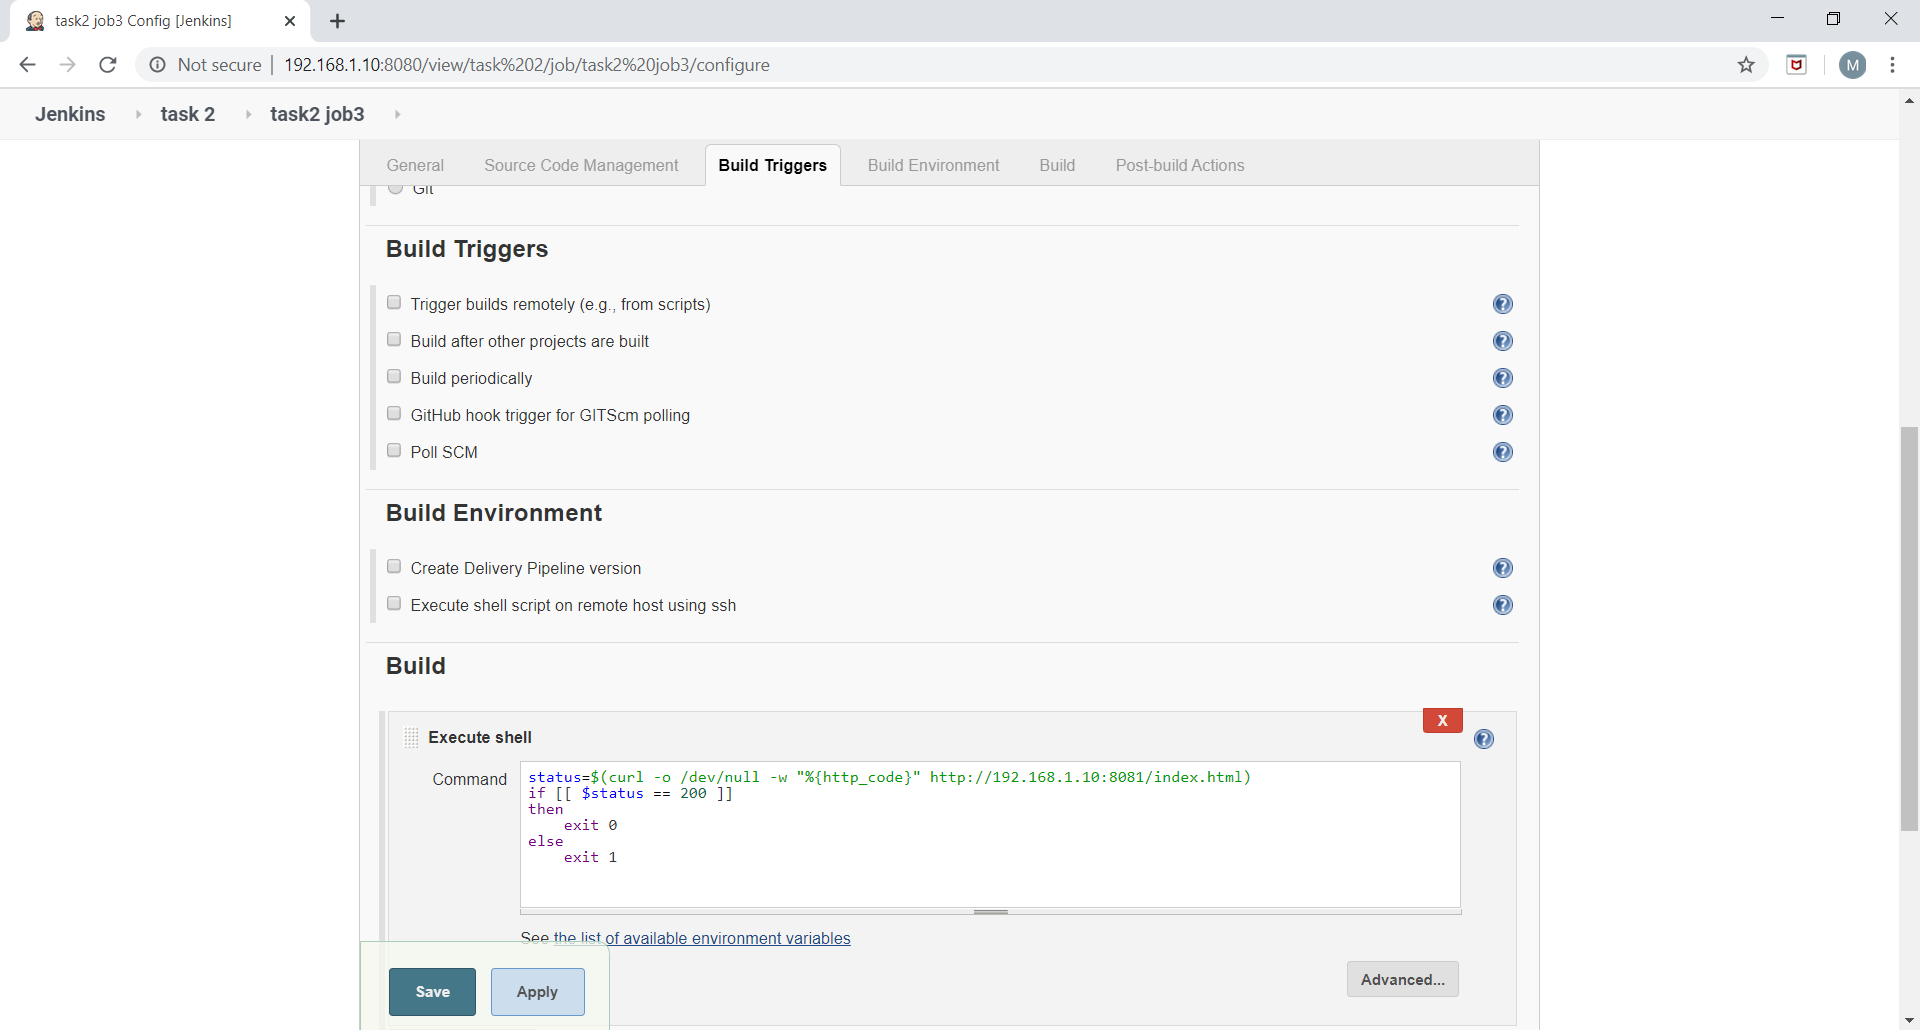 task2 job3 Config [Jenkins]
Not secure | 192.168.1.10:8080/view/task%202/job/task2%20job3/configure
M
Jenkins task 2 task2 job3
General Source Code Management Build Triggers Build Environment Build Post-build Actions
Git
Build Triggers
Trigger builds remotely (e.g., from scripts)
Build after other projects are built
Build periodically
GitHub hook trigger for GITScm polling
Poll SCM
Build Environment
Create Delivery Pipeline version
Execute shell script on remote host using ssh
Build
X
Execute shell
Command
status=$(curl -o /dev/null -w "%{http_code}" http://192.168.1.10:8081/index.html)
if [[ $status == 200 ]]
then
    exit 0
else
    exit 1
See the list of available environment variables
Advanced...
Save Apply